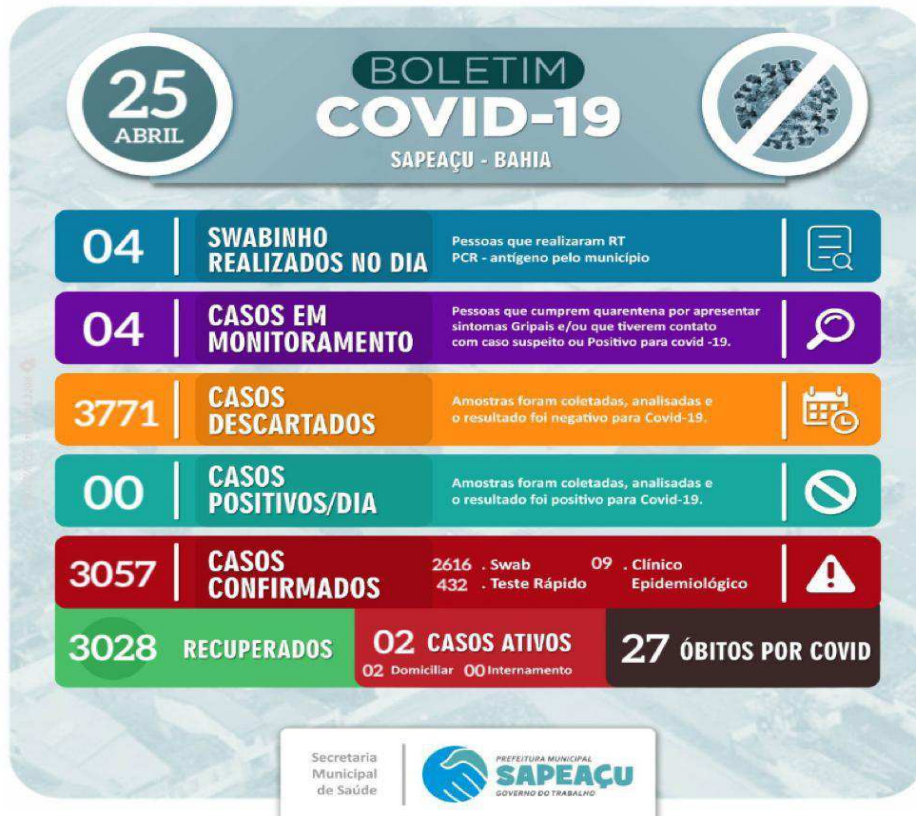 25
ABRIL
BOLETIM
COVID-19
SAPEAÇU - BAHIA
04
SWABINHO
REALIZADOS NO DIA
Pessoas que realizaram RT
PCR - antígeno pelo município
04
CASOS EM
MONITORAMENTO
Pessoas que cumprem quarentena por apresentar
sintomas Gripais e/ou que tiverem contato
com caso suspeito ou Positivo para covid -19.
3771
CASOS
DESCARTADOS
Amostras foram coletadas, analisadas e
o resultado foi negativo para Covid-19.
00
CASOS
POSITIVOS/DIA
Amostras foram coletadas, analisadas e
o resultado foi positivo para Covid-19.
3057
CASOS
CONFIRMADOS
2616 . Swab
432 . Teste Rápido
09 . Clínico
Epidemiológico
3028 RECUPERADOS
02 CASOS ATIVOS
02 Domiciliar 00 Internamento
27 ÓBITOS POR COVID
Secretaria
Municipal
de Saúde
PREFEITURA MUNICIPAL
SAPEAÇU
GOVERNO DO TRABALHO